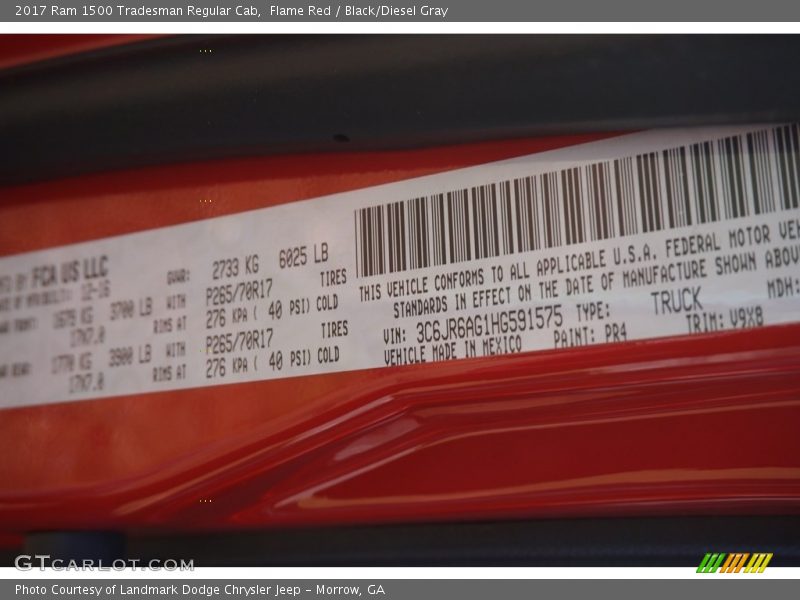 2017 Ram 1500 Tradesman Regular Cab, Flame Red / Black/Diesel Gray
FCA US LLC
12-16
GVWR: 2733 KG 6025 LB
1675 KG 3700 LB WITH P265/70R17 TIRES
17X7.0 RIMS AT 276 KPA ( 40 PSI) COLD
1770 KG 3900 LB WITH P265/70R17 TIRES
17X7.0 RIMS AT 276 KPA ( 40 PSI) COLD
THIS VEHICLE CONFORMS TO ALL APPLICABLE U.S.A. FEDERAL MOTOR VEH
STANDARDS IN EFFECT ON THE DATE OF MANUFACTURE SHOWN ABOV
MDH:
VIN: 3C6JR6AG1HG591575 TYPE: TRUCK
VEHICLE MADE IN MEXICO PAINT: PR4 TRIM: V9X8
GTCARLOT.COM
Photo Courtesy of Landmark Dodge Chrysler Jeep – Morrow, GA